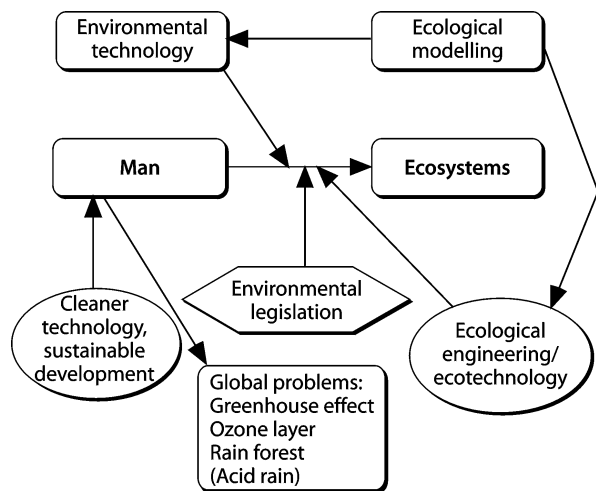 Environmental
technology
Ecological
modelling
Man
Ecosystems
Environmental
legislation
Cleaner
technology,
sustainable
development
Ecological
engineering/
ecotechnology
Global problems:
Greenhouse effect
Ozone layer
Rain forest
(Acid rain)